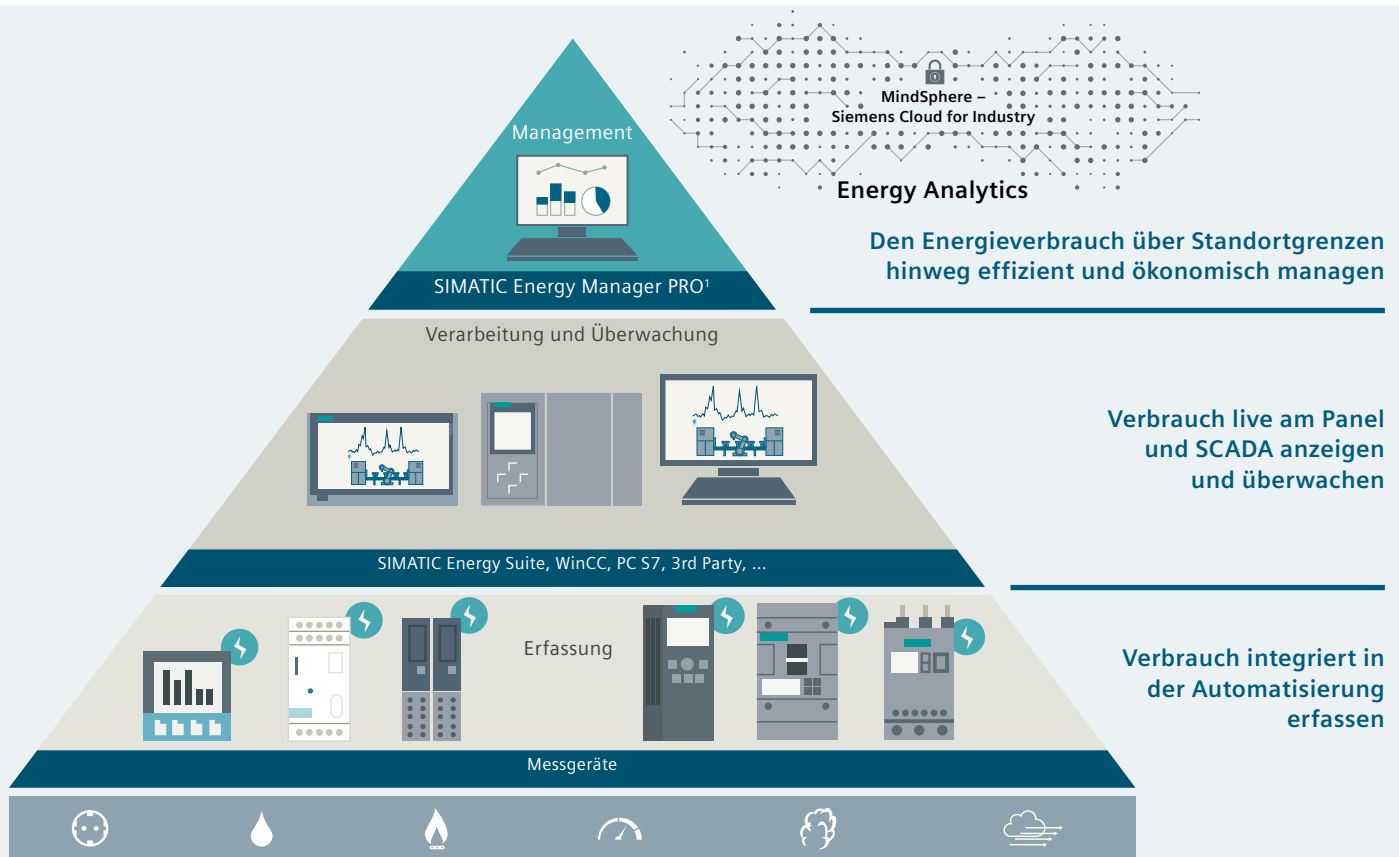 MindSphere –
Siemens Cloud for Industry
Energy Analytics
Management
SIMATIC Energy Manager PRO¹
Den Energieverbrauch über Standortgrenzen
hinweg effizient und ökonomisch managen
Verarbeitung und Überwachung
SIMATIC Energy Suite, WinCC, PC S7, 3rd Party, ...
Verbrauch live am Panel
und SCADA anzeigen
und überwachen
Erfassung
Messgeräte
Verbrauch integriert in
der Automatisierung
erfassen